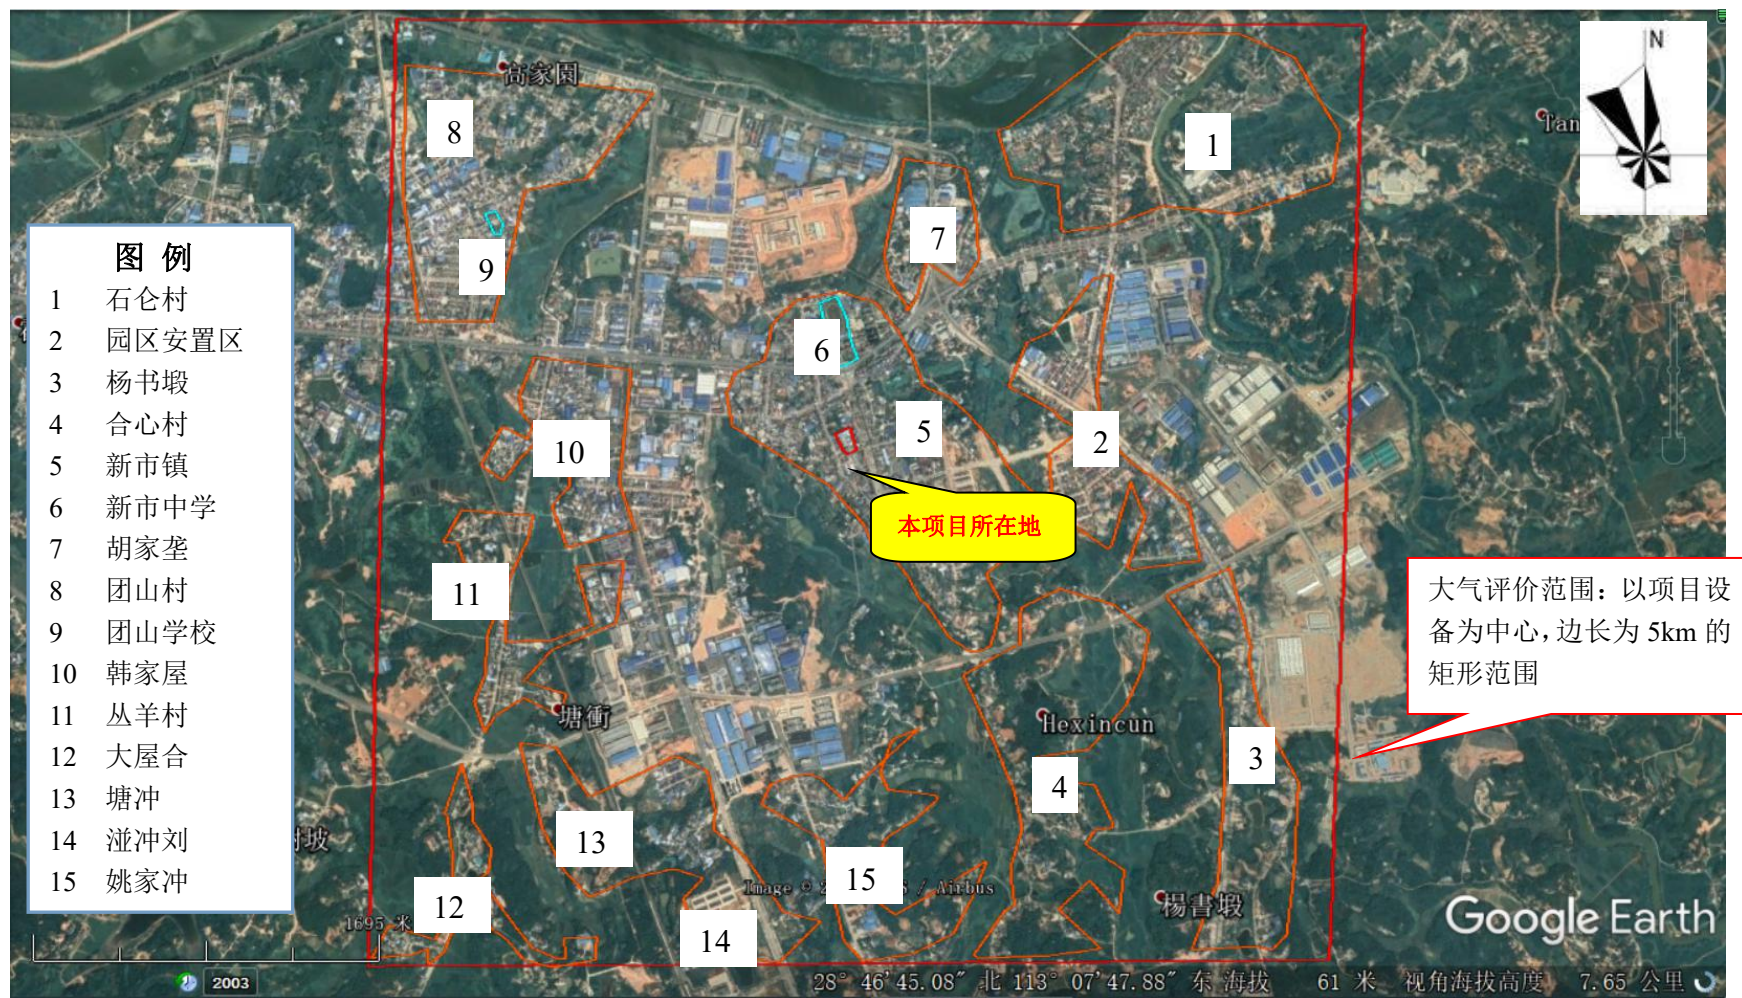 高家園
N
Tan
8
1
7
9
图 例
1 石仑村
2 园区安置区
3 杨书塅
4 合心村
5 新市镇
6 新市中学
7 胡家垄
8 团山村
9 团山学校
10 韩家屋
11 丛羊村
12 大屋合
13 塘冲
14 湴冲刘
15 姚家冲
6
5
10
2
本项目所在地
11
大气评价范围：以项目设
备为中心，边长为 5km 的
矩形范围
塘衝
Hexincun
3
4
13
坡
15
Image ©
/ Airbus
12
楊書塅
14
1695 米
Google Earth
2003
28° 46′45.08″ 北 113° 07′47.88″ 东 海拔 61 米 视角海拔高度 7.65 公里